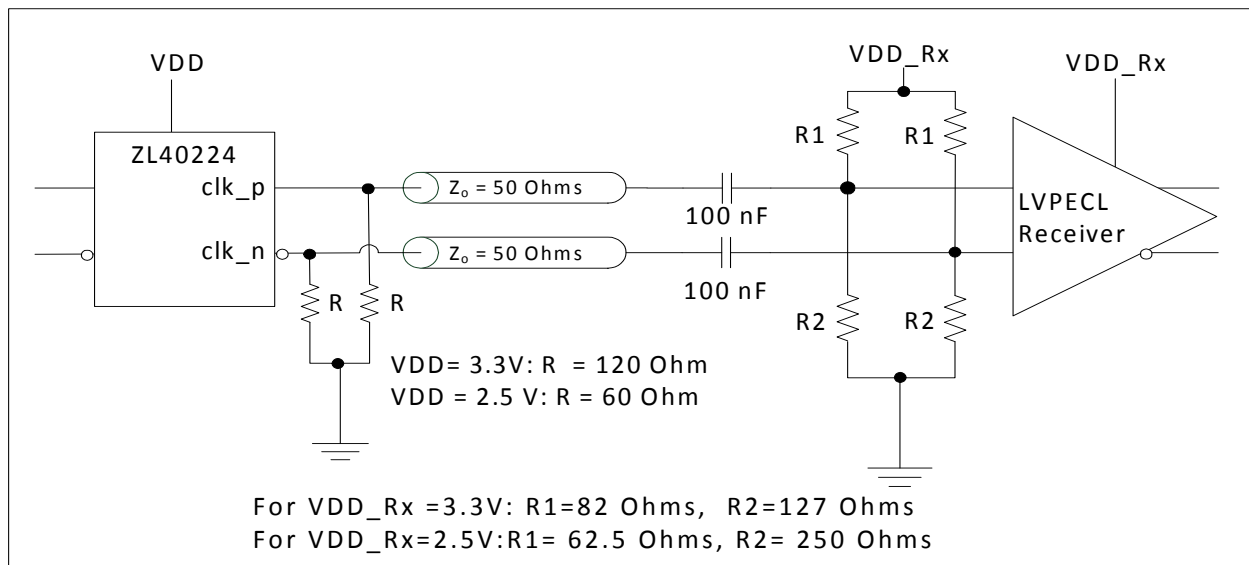 VDD
VDD_Rx
VDD_Rx
ZL40224
R1
R1
clk_p
Zₒ = 50 Ohms
LVPECL
Receiver
100 nF
clk_n
Zₒ = 50 Ohms
100 nF
R
R
R2
R2
VDD= 3.3V: R = 120 Ohm
VDD = 2.5 V: R = 60 Ohm
For VDD_Rx =3.3V: R1=82 Ohms, R2=127 Ohms
For VDD_Rx=2.5V:R1= 62.5 Ohms, R2= 250 Ohms